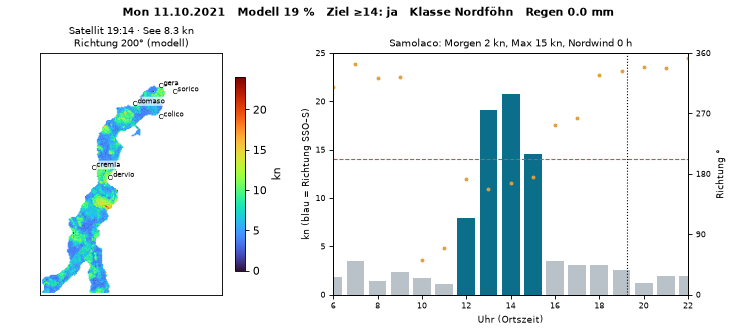 Mon 11.10.2021   Modell 19 %   Ziel ≥14: ja   Klasse Nordföhn   Regen 0.0 mm
Satellit 19:14 · See 8.3 kn
Richtung 200° (modell)
gera
sorico
domaso
colico
cremia
dervio
20
15
10
5
0
kn
Samolaco: Morgen 2 kn, Max 15 kn, Nordwind 0 h
25
20
15
10
5
0
kn (blau = Richtung SSO-S)
360
270
180
90
0
Richtung °
6 8 10 12 14 16 18 20 22
Uhr (Ortszeit)